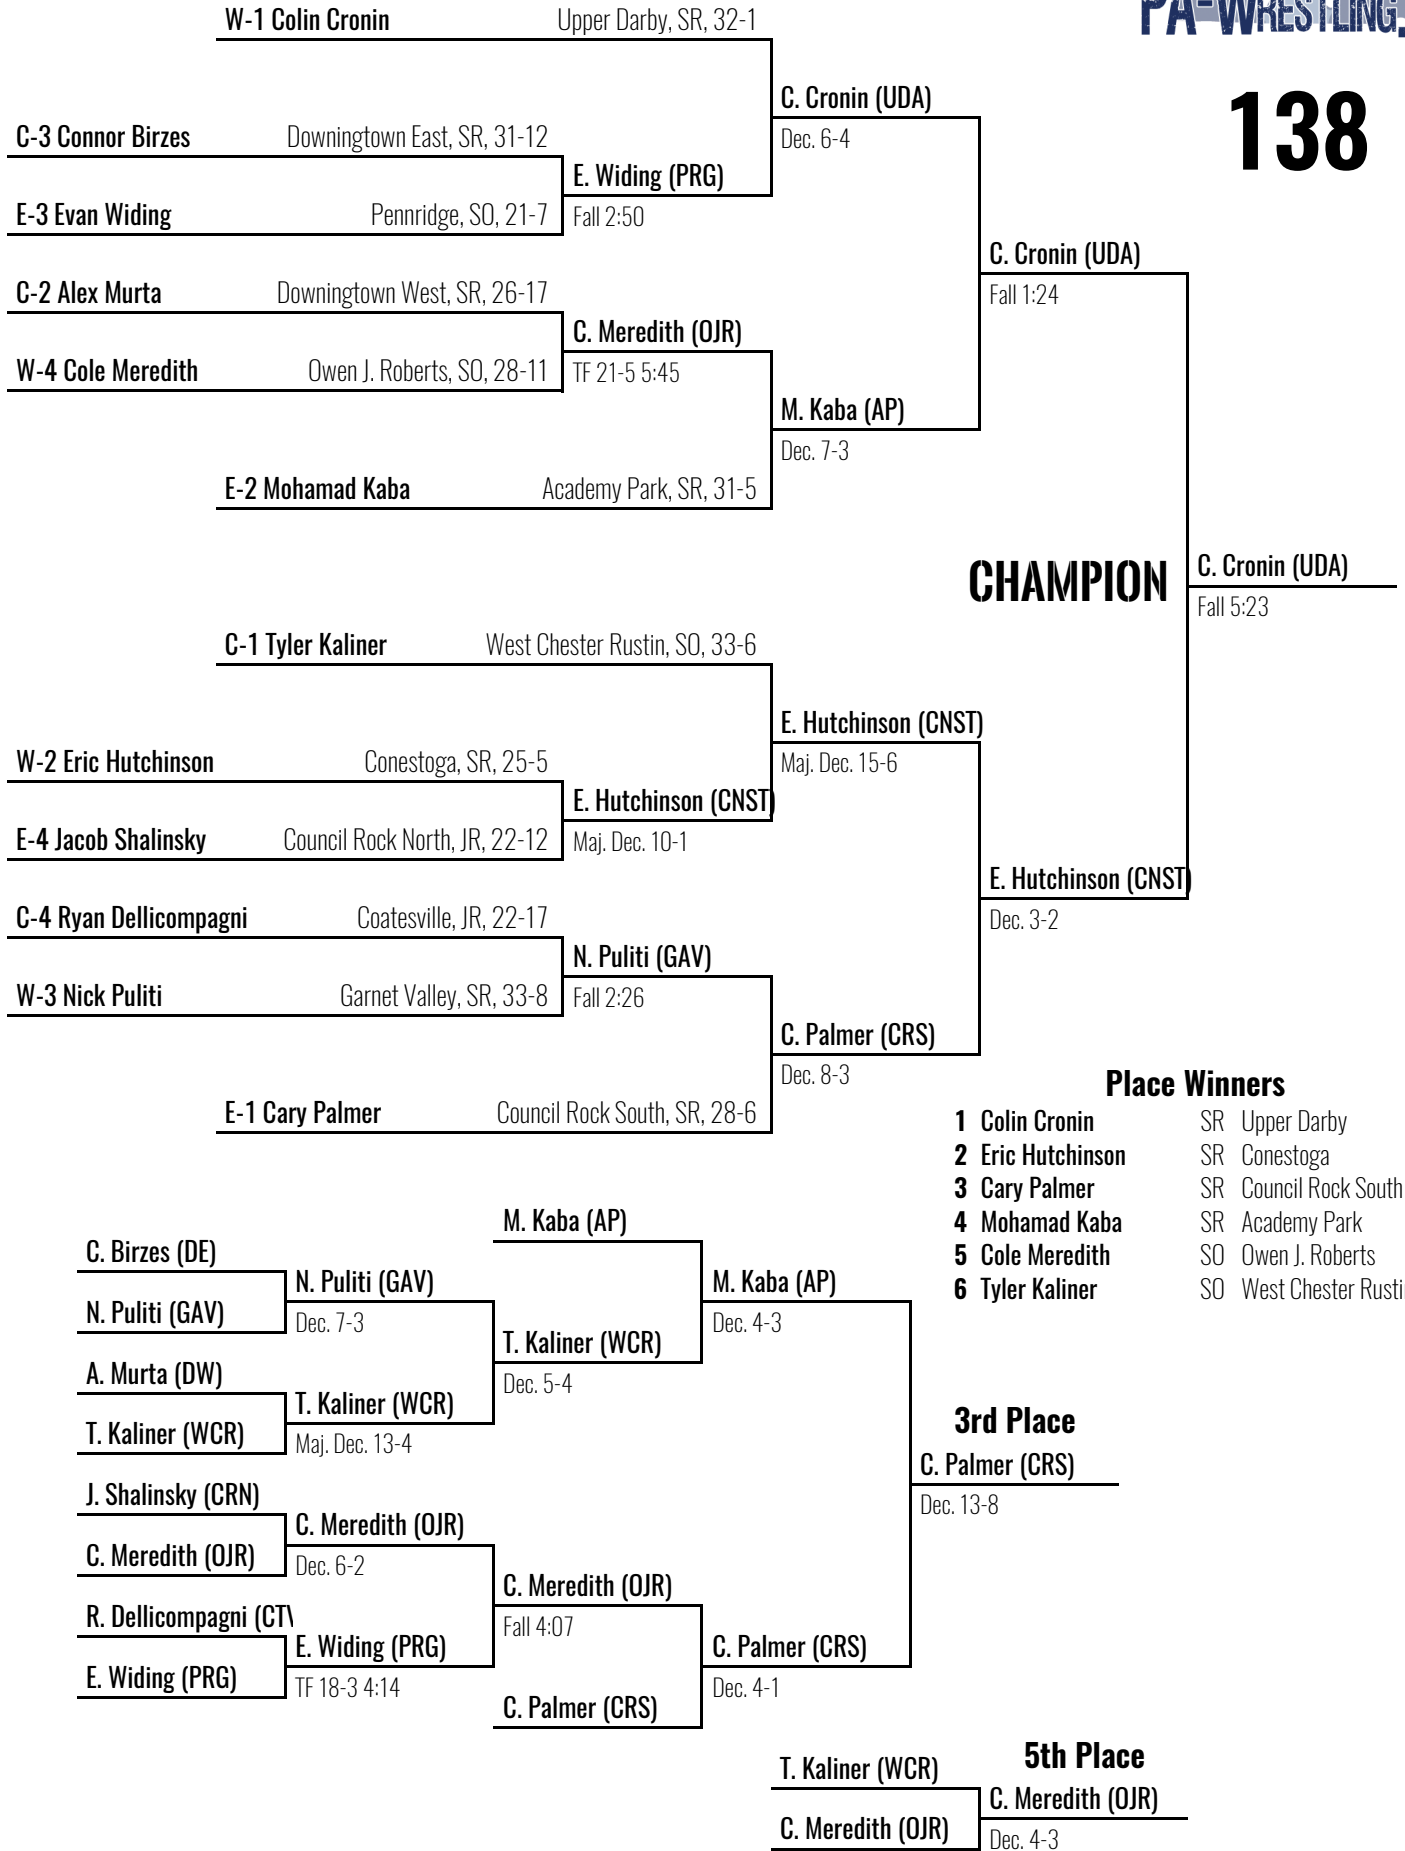 PA-WRESTLING.
138
W-1 Colin Cronin Upper Darby, SR, 32-1
C. Cronin (UDA)
Dec. 6-4
C-3 Connor Birzes Downingtown East, SR, 31-12
E. Widing (PRG)
Fall 2:50
E-3 Evan Widing Pennridge, SO, 21-7
C. Cronin (UDA)
Fall 1:24
C-2 Alex Murta Downingtown West, SR, 26-17
C. Meredith (OJR)
TF 21-5 5:45
W-4 Cole Meredith Owen J. Roberts, SO, 28-11
M. Kaba (AP)
Dec. 7-3
E-2 Mohamad Kaba Academy Park, SR, 31-5
CHAMPION
C. Cronin (UDA)
Fall 5:23
C-1 Tyler Kaliner West Chester Rustin, SO, 33-6
E. Hutchinson (CNST)
Maj. Dec. 15-6
W-2 Eric Hutchinson Conestoga, SR, 25-5
E. Hutchinson (CNST)
Maj. Dec. 10-1
E-4 Jacob Shalinsky Council Rock North, JR, 22-12
E. Hutchinson (CNST)
Dec. 3-2
C-4 Ryan Dellicompagni Coatesville, JR, 22-17
N. Puliti (GAV)
Fall 2:26
W-3 Nick Puliti Garnet Valley, SR, 33-8
C. Palmer (CRS)
Dec. 8-3
E-1 Cary Palmer Council Rock South, SR, 28-6
Place Winners
1 Colin Cronin SR Upper Darby
2 Eric Hutchinson SR Conestoga
3 Cary Palmer SR Council Rock South
4 Mohamad Kaba SR Academy Park
5 Cole Meredith SO Owen J. Roberts
6 Tyler Kaliner SO West Chester Rusti
M. Kaba (AP)
C. Birzes (DE)
N. Puliti (GAV)
Dec. 7-3
N. Puliti (GAV)
M. Kaba (AP)
Dec. 4-3
T. Kaliner (WCR)
Dec. 5-4
A. Murta (DW)
T. Kaliner (WCR)
Maj. Dec. 13-4
T. Kaliner (WCR)
3rd Place
C. Palmer (CRS)
Dec. 13-8
J. Shalinsky (CRN)
C. Meredith (OJR)
Dec. 6-2
C. Meredith (OJR)
C. Meredith (OJR)
Fall 4:07
R. Dellicompagni (CTV
E. Widing (PRG)
TF 18-3 4:14
E. Widing (PRG)
C. Palmer (CRS)
Dec. 4-1
C. Palmer (CRS)
5th Place
T. Kaliner (WCR)
C. Meredith (OJR)
Dec. 4-3
C. Meredith (OJR)